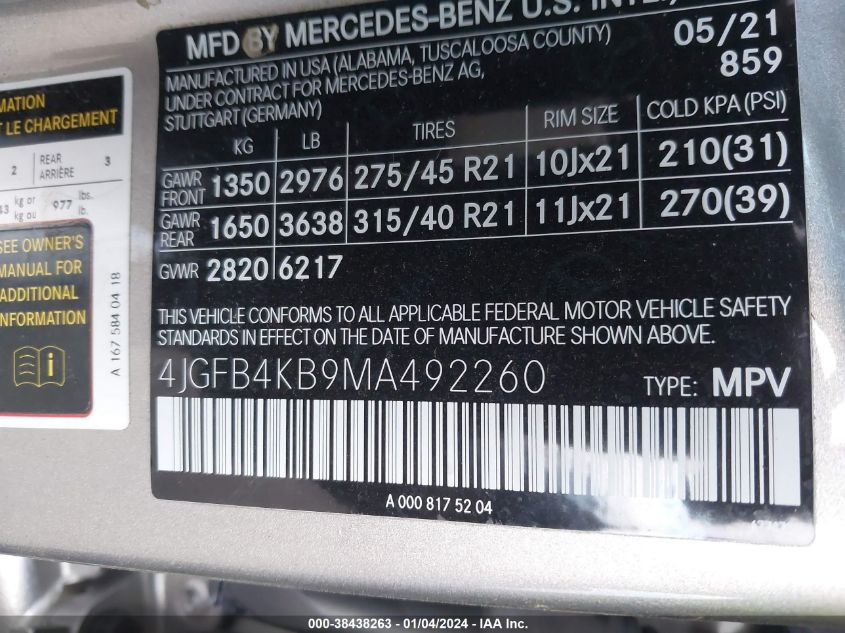 MFD BY MERCEDES-BENZ U.S. INTE
05/21
MANUFACTURED IN USA (ALABAMA, TUSCALOOSA COUNTY)
859
UNDER CONTRACT FOR MERCEDES-BENZ AG,
STUTTGART (GERMANY)
KG LB TIRES RIM SIZE COLD KPA (PSI)
GAWR FRONT 1350 2976 275/45 R21 10Jx21 210(31)
GAWR REAR 1650 3638 315/40 R21 11Jx21 270(39)
GVWR 2820 6217
THIS VEHICLE CONFORMS TO ALL APPLICABLE FEDERAL MOTOR VEHICLE SAFETY
STANDARDS IN EFFECT ON THE DATE OF MANUFACTURE SHOWN ABOVE.
4JGFB4KB9MA492260 TYPE: MPV
A 000 817 52 04
MATION
T LE CHARGEMENT
2 REAR 3
ARRIÈRE
kg or 977 lbs.
kg ou lb.
SEE OWNER'S
MANUAL FOR
ADDITIONAL
INFORMATION
A 167 584 04 18
000-38438263 - 01/04/2024 - IAA Inc.